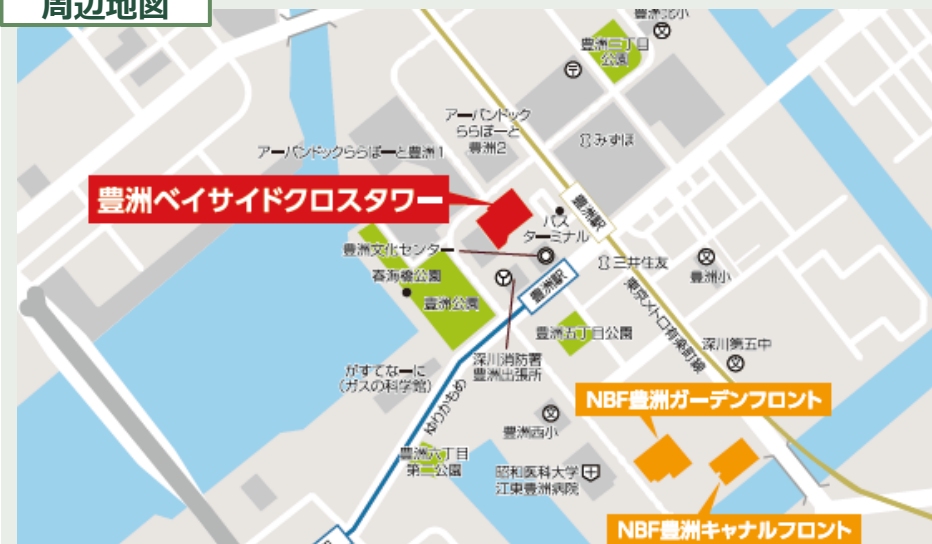 周辺地図
豊洲北小
豊洲三丁目
公園
アーバンドック
ららぽーと
豊洲2
みずほ
アーバンドックららぽーと豊洲1
豊洲ベイサイドクロスタワー
豊洲駅
バス
ターミナル
豊洲文化センター
三井住友
豊洲小
春海橋公園
豊洲駅
豊洲公園
東京メトロ有楽町線
豊洲五丁目公園
深川第五中
がすてなーに
(ガスの科学館)
深川消防署
豊洲出張所
ゆりかもめ
NBF豊洲ガーデンフロント
豊洲西小
豊洲六丁目
第二公園
昭和医科大学
江東豊洲病院
NBF豊洲キャナルフロント